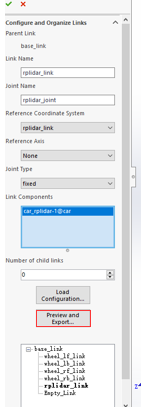 Configure and Organize Links
Parent Link
base_link
Link Name
rplidar_link
Joint Name
rplidar_joint
Reference Coordinate System
rplidar_link
Reference Axis
None
Joint Type
fixed
Link Components
car_rplidar-1@car
Number of child links
0
Load
Configuration...
Preview and
Export...
base_link
wheel_lf_link
wheel_lb_link
wheel_rf_link
wheel_rb_link
rplidar_link
Empty_Link
z